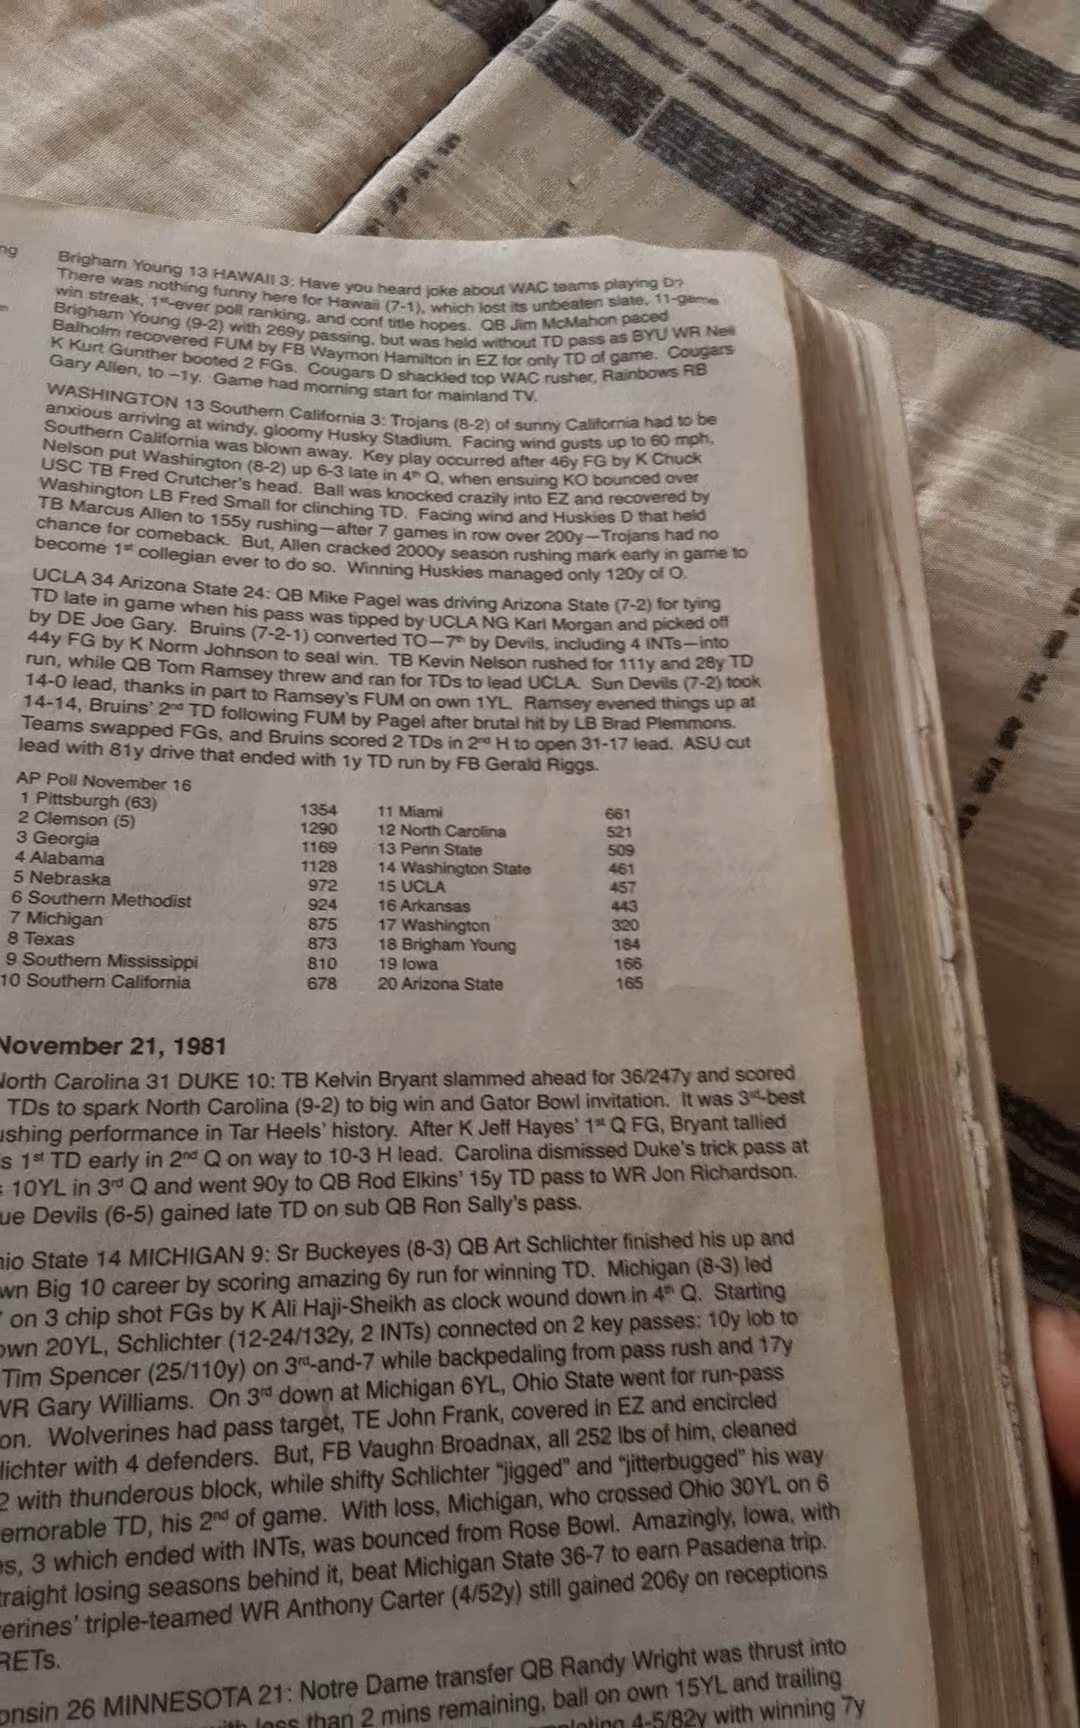 ng
Brigham Young 13 HAWAII 3: Have you heard joke about WAC teams playing D?
There was nothing funny here for Hawaii (7-1), which lost its unbeaten slate, 11-game
win streak, 1st-ever poll ranking, and conf title hopes. QB Jim McMahon paced
Brigham Young (9-2) with 269y passing, but was held without TD pass as BYU WR Neil
Balholm recovered FUM by FB Waymon Hamilton in EZ for only TD of game. Cougars
K Kurt Gunther booted 2 FGs. Cougars D shackled top WAC rusher, Rainbows RB
Gary Allen, to –1y. Game had morning start for mainland TV.
WASHINGTON 13 Southern California 3: Trojans (8-2) of sunny California had to be
anxious arriving at windy, gloomy Husky Stadium. Facing wind gusts up to 60 mph,
Southern California was blown away. Key play occurred after 46y FG by K Chuck
Nelson put Washington (8-2) up 6-3 late in 4th Q, when ensuing KO bounced over
USC TB Fred Crutcher's head. Ball was knocked crazily into EZ and recovered by
Washington LB Fred Small for clinching TD. Facing wind and Huskies D that held
TB Marcus Allen to 155y rushing—after 7 games in row over 200y—Trojans had no
chance for comeback. But, Allen cracked 2000y season rushing mark early in game to
become 1st collegian ever to do so. Winning Huskies managed only 120y of O.
UCLA 34 Arizona State 24: QB Mike Pagel was driving Arizona State (7-2) for tying
TD late in game when his pass was tipped by UCLA NG Karl Morgan and picked off
by DE Joe Gary. Bruins (7-2-1) converted TO—7th by Devils, including 4 INTs—into
44y FG by K Norm Johnson to seal win. TB Kevin Nelson rushed for 111y and 28y TD
run, while QB Tom Ramsey threw and ran for TDs to lead UCLA. Sun Devils (7-2) took
14-0 lead, thanks in part to Ramsey's FUM on own 1YL. Ramsey evened things up at
14-14, Bruins' 2nd TD following FUM by Pagel after brutal hit by LB Brad Plemmons.
Teams swapped FGs, and Bruins scored 2 TDs in 2nd H to open 31-17 lead. ASU cut
lead with 81y drive that ended with 1y TD run by FB Gerald Riggs.
AP Poll November 16
1 Pittsburgh (63) 1354 11 Miami 661
2 Clemson (5) 1290 12 North Carolina 521
3 Georgia 1169 13 Penn State 509
4 Alabama 1128 14 Washington State 461
5 Nebraska 972 15 UCLA 457
6 Southern Methodist 924 16 Arkansas 443
7 Michigan 875 17 Washington 320
8 Texas 873 18 Brigham Young 184
9 Southern Mississippi 810 19 Iowa 166
10 Southern California 678 20 Arizona State 165
November 21, 1981
North Carolina 31 DUKE 10: TB Kelvin Bryant slammed ahead for 36/247y and scored
TDs to spark North Carolina (9-2) to big win and Gator Bowl invitation. It was 3rd-best
ushing performance in Tar Heels' history. After K Jeff Hayes' 1st Q FG, Bryant tallied
s 1st TD early in 2nd Q on way to 10-3 H lead. Carolina dismissed Duke's trick pass at
10YL in 3rd Q and went 90y to QB Rod Elkins' 15y TD pass to WR Jon Richardson.
ue Devils (6-5) gained late TD on sub QB Ron Sally's pass.
hio State 14 MICHIGAN 9: Sr Buckeyes (8-3) QB Art Schlichter finished his up and
wn Big 10 career by scoring amazing 6y run for winning TD. Michigan (8-3) led
on 3 chip shot FGs by K Ali Haji-Sheikh as clock wound down in 4th Q. Starting
own 20YL, Schlichter (12-24/132y, 2 INTs) connected on 2 key passes: 10y lob to
Tim Spencer (25/110y) on 3rd-and-7 while backpedaling from pass rush and 17y
WR Gary Williams. On 3rd down at Michigan 6YL, Ohio State went for run-pass
on. Wolverines had pass target, TE John Frank, covered in EZ and encircled
lichter with 4 defenders. But, FB Vaughn Broadnax, all 252 lbs of him, cleaned
2 with thunderous block, while shifty Schlichter "jigged" and "jitterbugged" his way
emorable TD, his 2nd of game. With loss, Michigan, who crossed Ohio 30YL on 6
es, 3 which ended with INTs, was bounced from Rose Bowl. Amazingly, Iowa, with
traight losing seasons behind it, beat Michigan State 36-7 to earn Pasadena trip.
verines' triple-teamed WR Anthony Carter (4/52y) still gained 206y on receptions
RETs.
onsin 26 MINNESOTA 21: Notre Dame transfer QB Randy Wright was thrust into
with less than 2 mins remaining, ball on own 15YL and trailing
pleting 4-5/82y with winning 7y